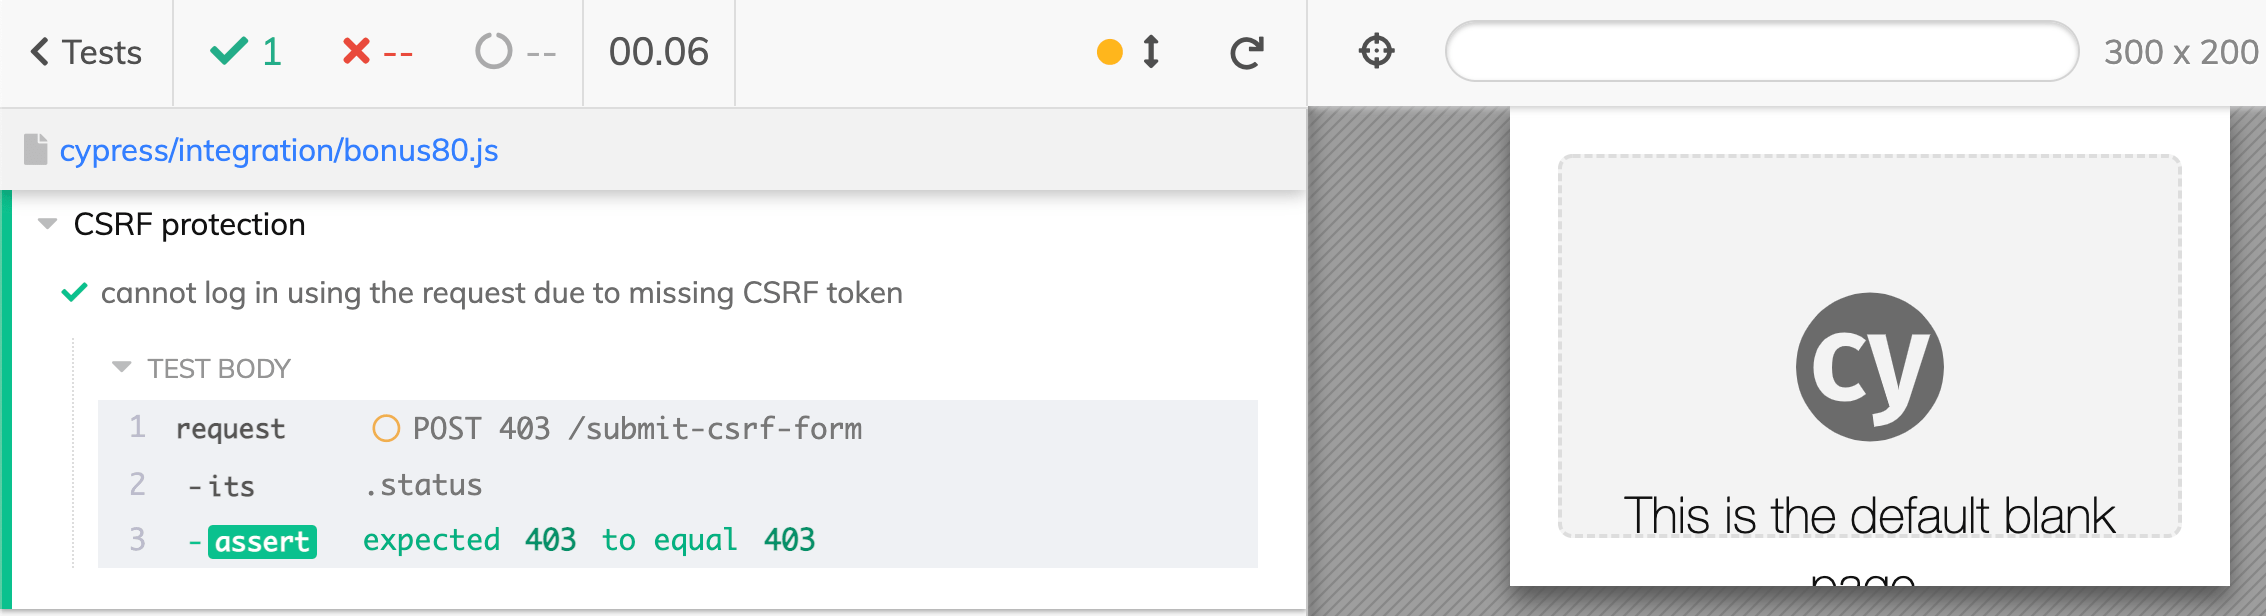 Tests 1 -- -- 00.06
300 x 200
cypress/integration/bonus80.js
CSRF protection
cannot log in using the request due to missing CSRF token
TEST BODY
1 request POST 403 /submit-csrf-form
2 -its .status
3 -assert expected 403 to equal 403
cy
This is the default blank
page